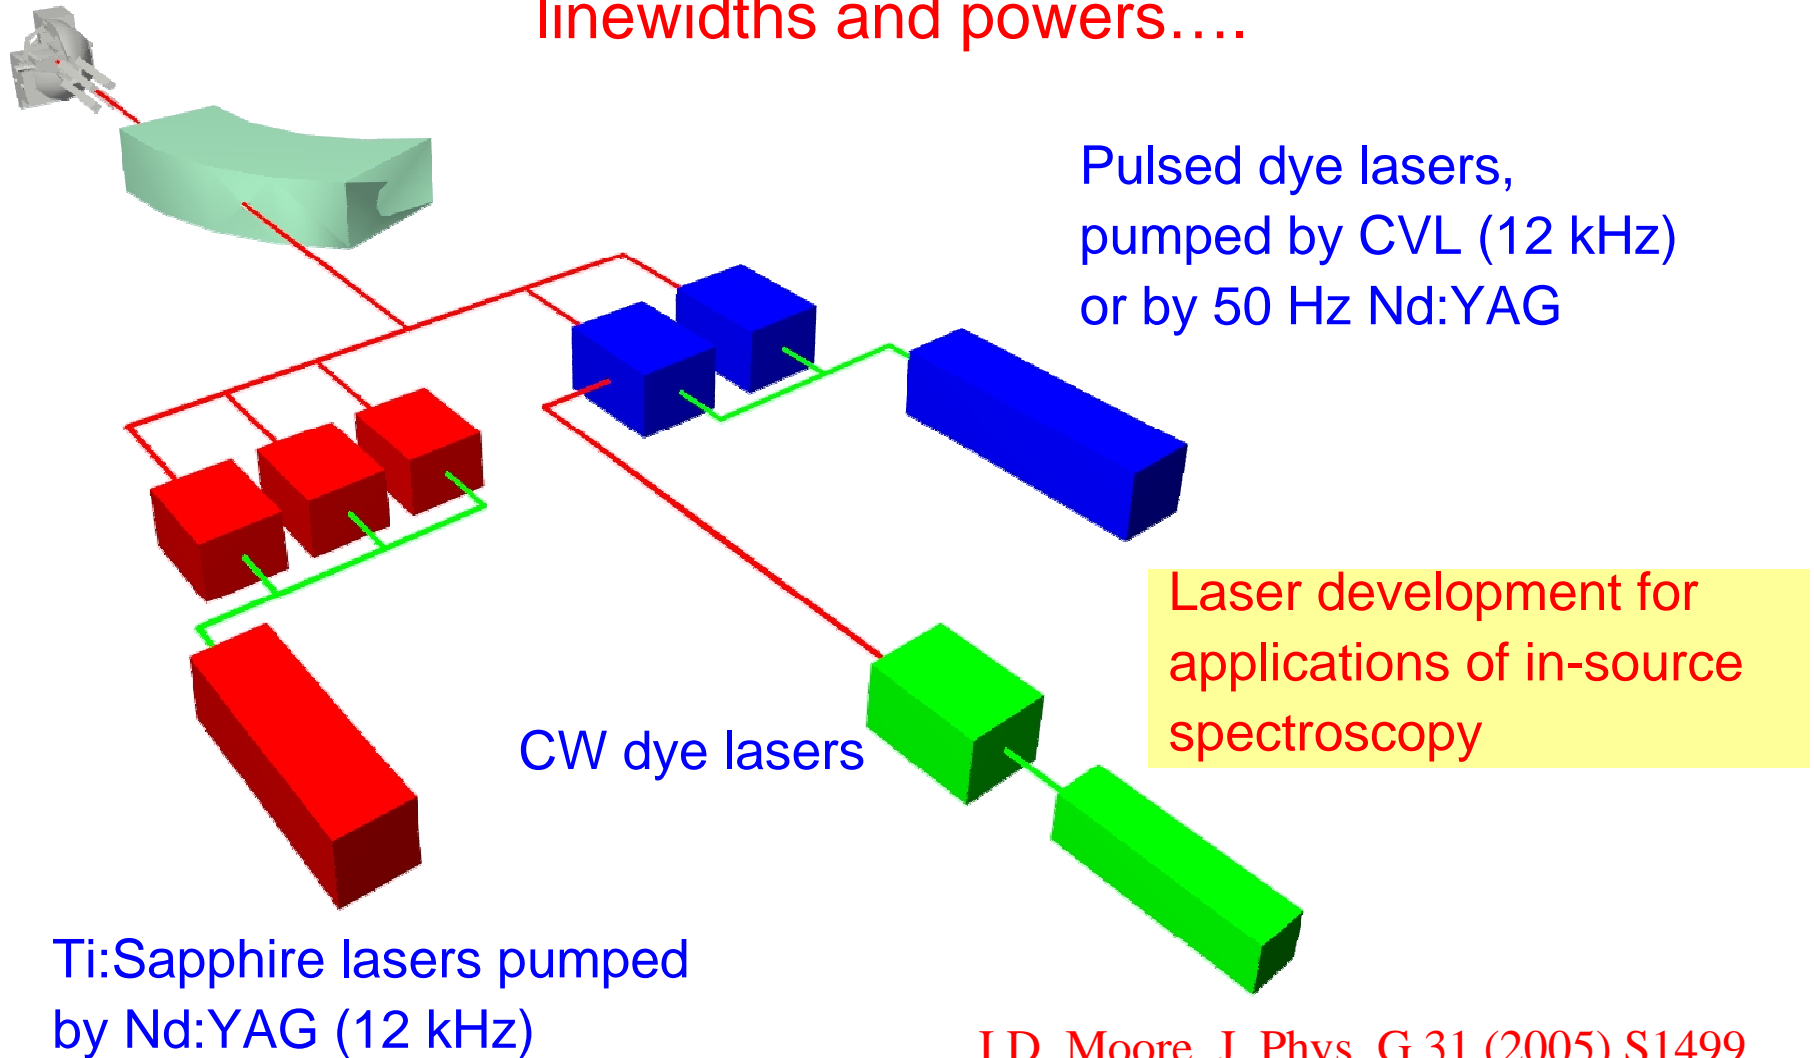 linewidths and powers....
Pulsed dye lasers,
pumped by CVL (12 kHz)
or by 50 Hz Nd:YAG
Laser development for
applications of in-source
spectroscopy
CW dye lasers
Ti:Sapphire lasers pumped
by Nd:YAG (12 kHz)
I.D. Moore, J. Phys. G 31 (2005) S1499